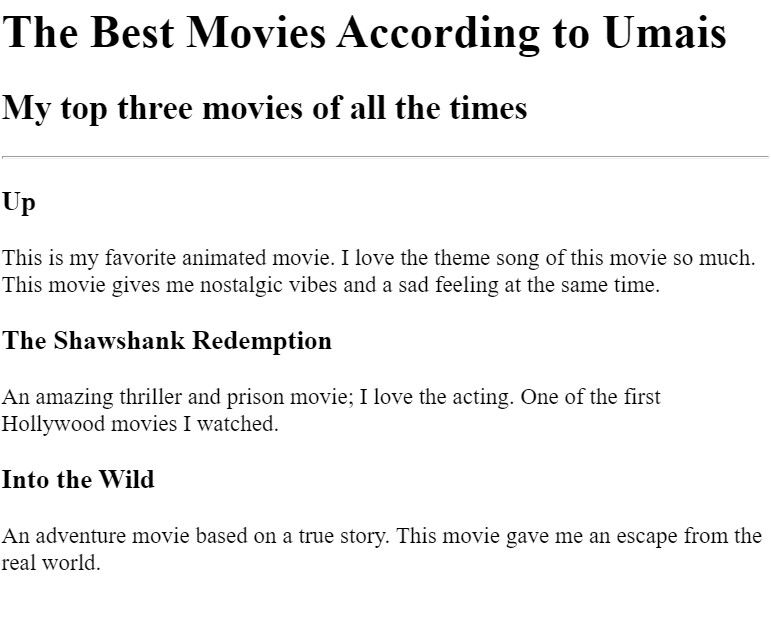 The Best Movies According to Umais
My top three movies of all the times
Up
This is my favorite animated movie. I love the theme song of this movie so much.
This movie gives me nostalgic vibes and a sad feeling at the same time.
The Shawshank Redemption
An amazing thriller and prison movie; I love the acting. One of the first
Hollywood movies I watched.
Into the Wild
An adventure movie based on a true story. This movie gave me an escape from the
real world.